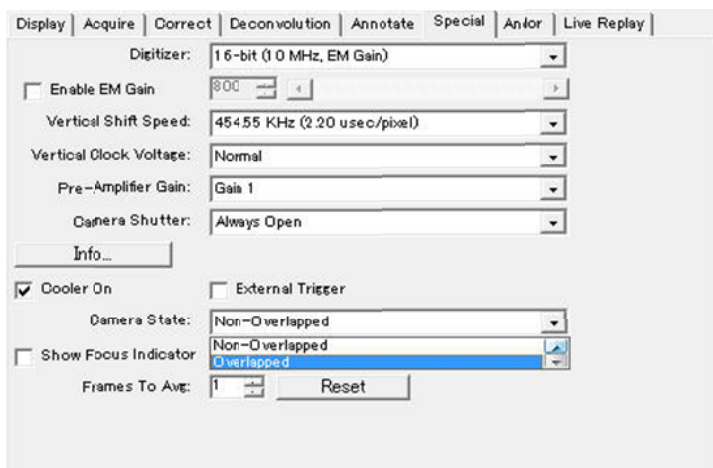 Display Acquire Correct Deconvolution Annotate Special Andor Live Replay
Digitizer: 16-bit (10 MHz, EM Gain)
Enable EM Gain 800
Vertical Shift Speed: 454.55 KHz (2.20 usec/pixel)
Vertical Clock Voltage: Normal
Pre-Amplifier Gain: Gain 1
Camera Shutter: Always Open
Info...
Cooler On External Trigger
Camera State: Non-Overlapped
Non-Overlapped
Show Focus Indicator Overlapped
Frames To Avg: 1 Reset